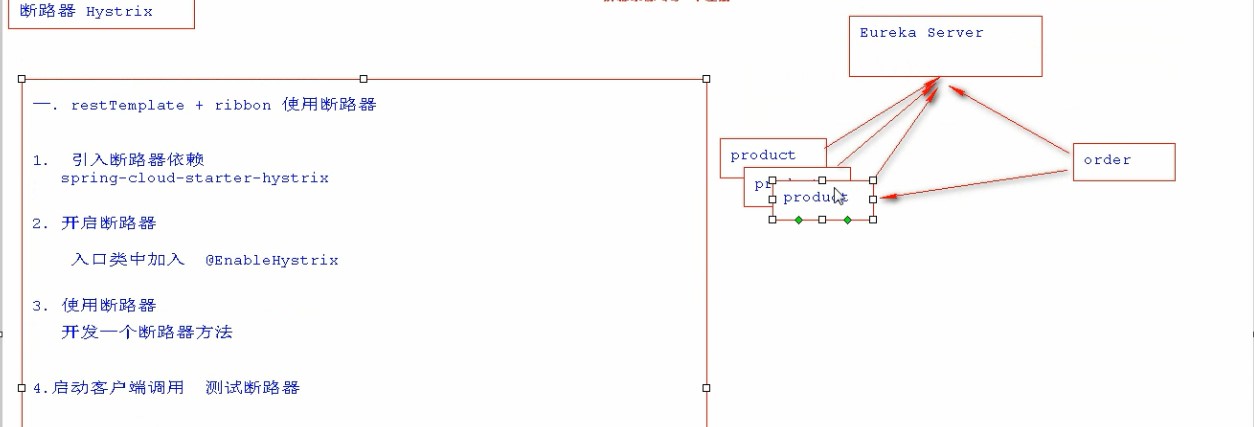 断路器 Hystrix
Eureka Server
一. restTemplate + ribbon 使用断路器
product
order
product
1. 引入断路器依赖
spring-cloud-starter-hystrix
2. 开启断路器
入口类中加入 @EnableHystrix
3. 使用断路器
开发一个断路器方法
4.启动客户端调用 测试断路器